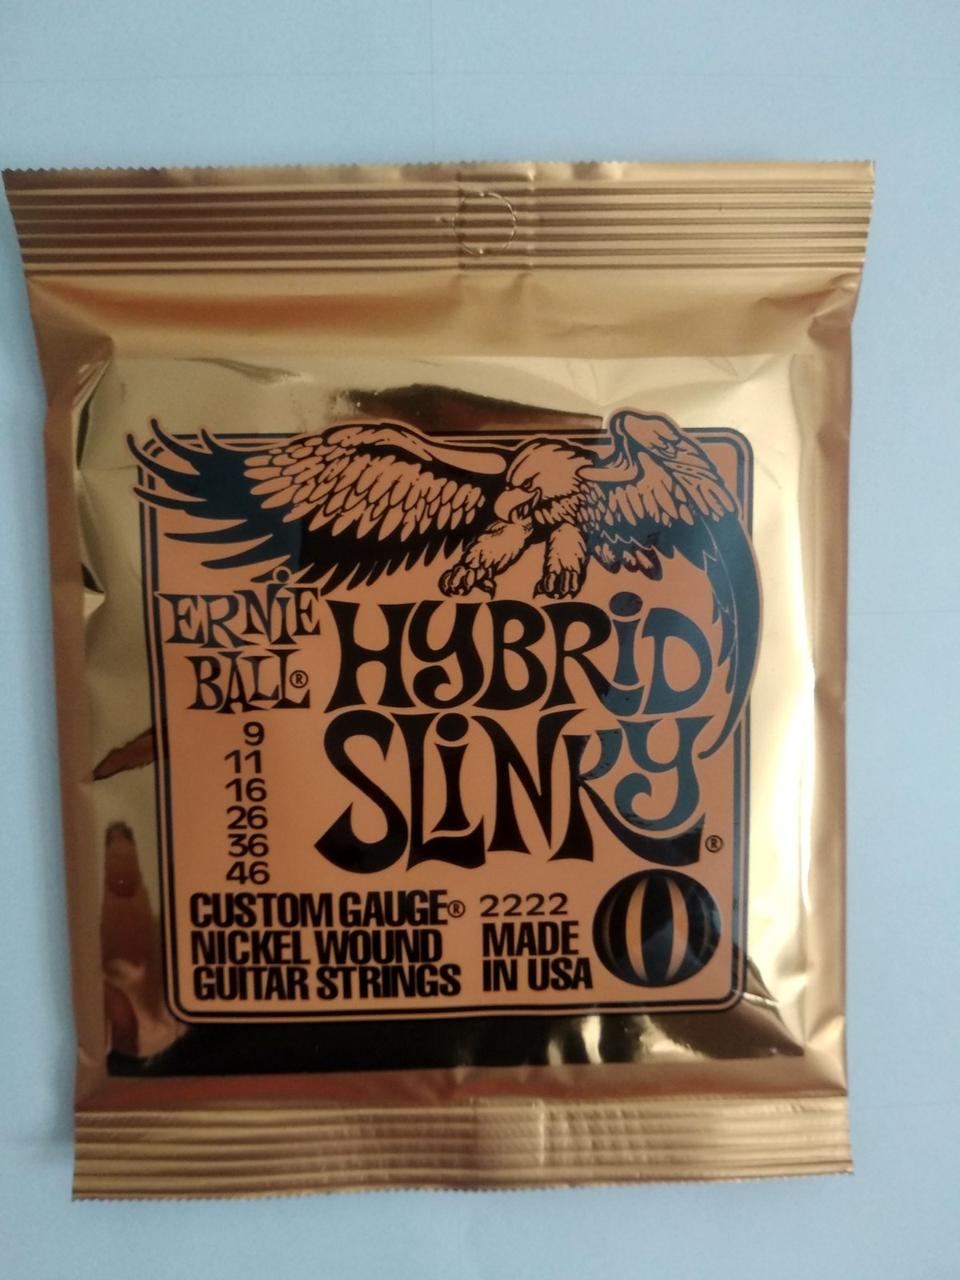 ERNIE
BALL®
HYBRID
SLINKY®
9
11
16
26
36
46
CUSTOM GAUGE®
NICKEL WOUND
GUITAR STRINGS
2222
MADE
IN USA